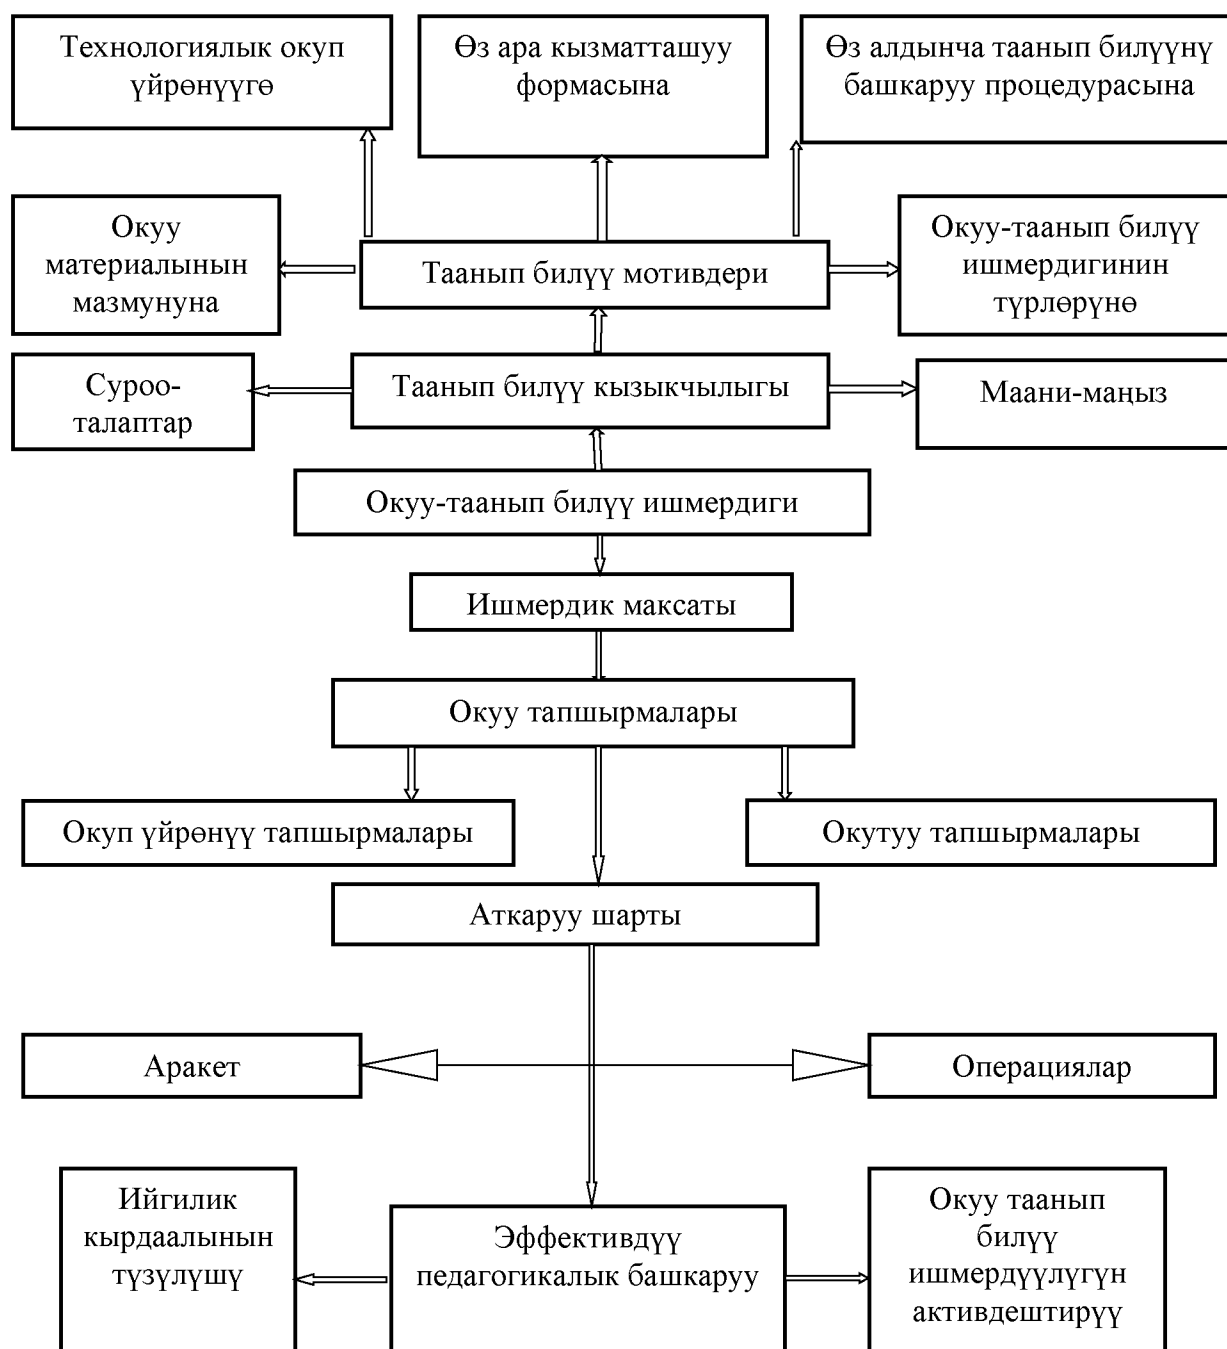 Технологиялык окуп
үйрөнүүгө
Өз ара кызматташуу
формасына
Өз алдынча таанып билүүнү
башкаруу процедурасына
Окуу
материалынын
мазмунуна
Таанып билүү мотивдери
Окуу-таанып билүү
ишмердигинин
түрлөрүнө
Суроо-
талаптар
Таанып билүү кызыкчылыгы
Маани-маңыз
Окуу-таанып билүү ишмердиги
Ишмердик максаты
Окуу тапшырмалары
Окуп үйрөнүү тапшырмалары
Окутуу тапшырмалары
Аткаруу шарты
Аракет
Операциялар
Ийгилик
кырдаалынын
түзүлүшү
Эффективдүү
педагогикалык башкаруу
Окуу таанып
билүү
ишмердүүлүгүн
активдештирүү